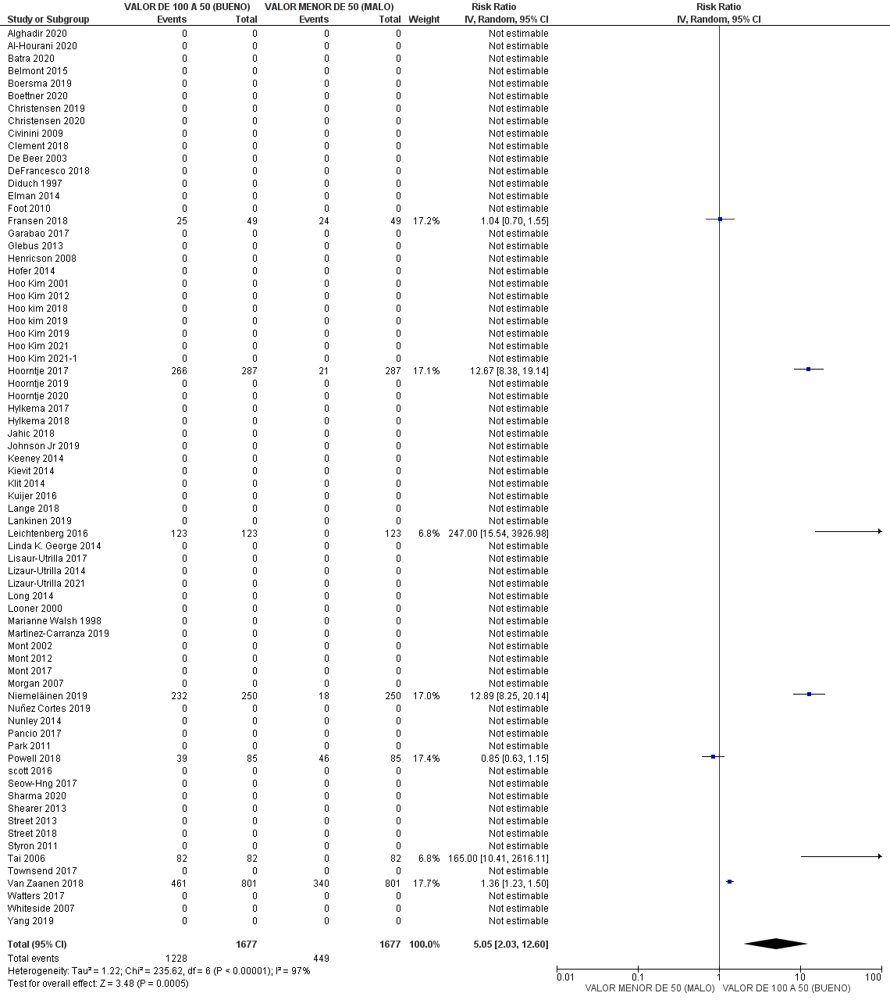 VALOR DE 100 A 50 (BUENO) VALOR MENOR DE 50 (MALO) Risk Ratio Risk Ratio
Study or Subgroup Events Total Events Total Weight IV, Random, 95% CI IV, Random, 95% CI
Alghadir 2020 0 0 0 0 Not estimable
Al-Hourani 2020 0 0 0 0 Not estimable
Batra 2020 0 0 0 0 Not estimable
Belmont 2015 0 0 0 0 Not estimable
Boersma 2019 0 0 0 0 Not estimable
Boettner 2020 0 0 0 0 Not estimable
Christensen 2019 0 0 0 0 Not estimable
Christensen 2020 0 0 0 0 Not estimable
Civinini 2009 0 0 0 0 Not estimable
Clement 2018 0 0 0 0 Not estimable
De Beer 2003 0 0 0 0 Not estimable
DeFrancesco 2018 0 0 0 0 Not estimable
Diduch 1997 0 0 0 0 Not estimable
Elman 2014 0 0 0 0 Not estimable
Foot 2010 0 0 0 0 Not estimable
Fransen 2018 25 49 24 49 17.2% 1.04 [0.70, 1.55]
Garabao 2017 0 0 0 0 Not estimable
Glebus 2013 0 0 0 0 Not estimable
Henricson 2008 0 0 0 0 Not estimable
Hofer 2014 0 0 0 0 Not estimable
Hoo Kim 2001 0 0 0 0 Not estimable
Hoo Kim 2012 0 0 0 0 Not estimable
Hoo kim 2018 0 0 0 0 Not estimable
Hoo kim 2019 0 0 0 0 Not estimable
Hoo Kim 2019 0 0 0 0 Not estimable
Hoo Kim 2021 0 0 0 0 Not estimable
Hoo Kim 2021-1 0 0 0 0 Not estimable
Hoorntje 2017 266 287 21 287 17.1% 12.67 [8.38, 19.14]
Hoorntje 2019 0 0 0 0 Not estimable
Hoorntje 2020 0 0 0 0 Not estimable
Hylkema 2017 0 0 0 0 Not estimable
Hylkema 2018 0 0 0 0 Not estimable
Jahic 2018 0 0 0 0 Not estimable
Johnson Jr 2019 0 0 0 0 Not estimable
Keeney 2014 0 0 0 0 Not estimable
Kievit 2014 0 0 0 0 Not estimable
Klit 2014 0 0 0 0 Not estimable
Kuijer 2016 0 0 0 0 Not estimable
Lange 2018 0 0 0 0 Not estimable
Lankinen 2019 0 0 0 0 Not estimable
Leichtenberg 2016 123 123 0 123 6.8% 247.00 [15.54, 3926.98]
Linda K. George 2014 0 0 0 0 Not estimable
Lisaur-Utrilla 2017 0 0 0 0 Not estimable
Lizaur-Utrilla 2014 0 0 0 0 Not estimable
Lizaur-Utrilla 2021 0 0 0 0 Not estimable
Long 2014 0 0 0 0 Not estimable
Looner 2000 0 0 0 0 Not estimable
Marianne Walsh 1998 0 0 0 0 Not estimable
Martinez-Carranza 2019 0 0 0 0 Not estimable
Mont 2002 0 0 0 0 Not estimable
Mont 2012 0 0 0 0 Not estimable
Mont 2017 0 0 0 0 Not estimable
Morgan 2007 0 0 0 0 Not estimable
Niemeläinen 2019 232 250 18 250 17.0% 12.89 [8.25, 20.14]
Nuñez Cortes 2019 0 0 0 0 Not estimable
Nunley 2014 0 0 0 0 Not estimable
Pancio 2017 0 0 0 0 Not estimable
Park 2011 0 0 0 0 Not estimable
Powell 2018 39 85 46 85 17.4% 0.85 [0.63, 1.15]
scott 2016 0 0 0 0 Not estimable
Seow-Hng 2017 0 0 0 0 Not estimable
Sharma 2020 0 0 0 0 Not estimable
Shearer 2013 0 0 0 0 Not estimable
Street 2013 0 0 0 0 Not estimable
Street 2018 0 0 0 0 Not estimable
Styron 2011 0 0 0 0 Not estimable
Tai 2006 82 82 0 82 6.8% 165.00 [10.41, 2616.11]
Townsend 2017 0 0 0 0 Not estimable
Van Zaanen 2018 461 801 340 801 17.7% 1.36 [1.23, 1.50]
Watters 2017 0 0 0 0 Not estimable
Whiteside 2007 0 0 0 0 Not estimable
Yang 2019 0 0 0 0 Not estimable
Total (95% CI) 1677 1677 100.0% 5.05 [2.03, 12.60]
Total events 1228 449
Heterogeneity: Tau² = 1.22; Chi² = 235.62, df = 6 (P < 0.00001); I² = 97%
Test for overall effect: Z = 3.48 (P = 0.0005)
0.01 0.1 1 10 100
VALOR MENOR DE 50 (MALO) VALOR DE 100 A 50 (BUENO)